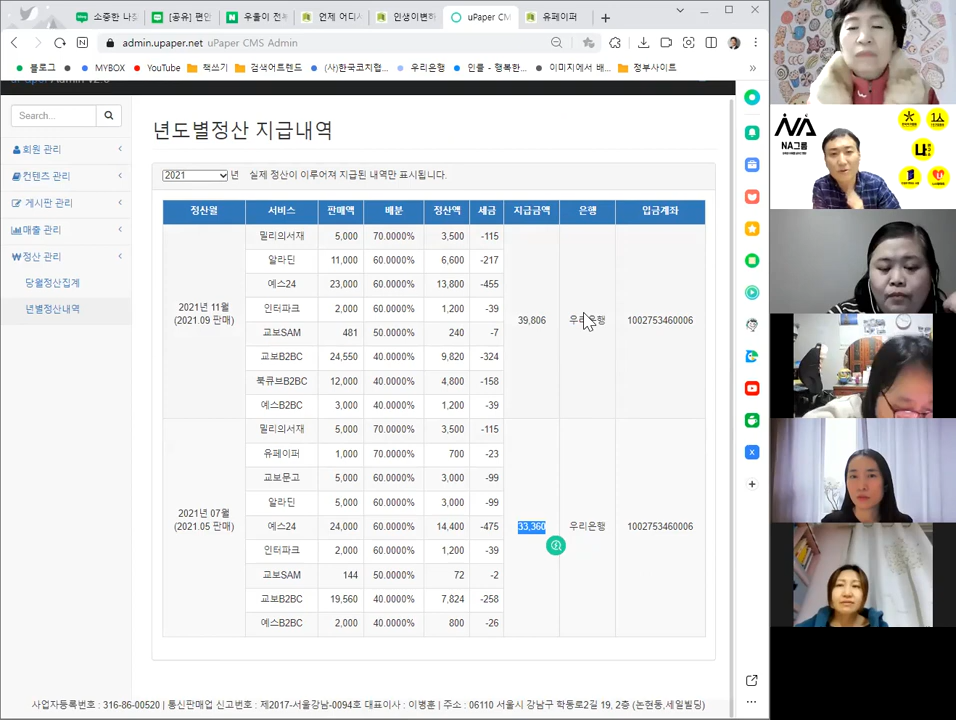 소중한 나로
[공유] 편안
우울이 전해
언제 어디서
인생이변하
uPaper CMS
유페이퍼
admin.upaper.net uPaper CMS Admin
블로그
MYBOX
YouTube
책쓰기
검색어트렌드
(사)한국코치협...
우리은행
인플 - 행복한...
이미지에서 배...
정부사이트
»
Search...
년도별정산 지급내역
회원 관리
컨텐츠 관리
게시판 관리
매출 관리
정산 관리
당월정산집계
년별정산내역
2021 년 실제 정산이 이루어져 지급된 내역만 표시됩니다.
정산월 서비스 판매액 배분 정산액 세금 지급금액 은행 입금계좌
2021년 11월
(2021.09 판매)
밀리의서재 5,000 70.0000% 3,500 -115
알라딘 11,000 60.0000% 6,600 -217
예스24 23,000 60.0000% 13,800 -455
인터파크 2,000 60.0000% 1,200 -39
교보SAM 481 50.0000% 240 -7
교보B2BC 24,550 40.0000% 9,820 -324
북큐브B2BC 12,000 40.0000% 4,800 -158
예스B2BC 3,000 40.0000% 1,200 -39
39,806 우리은행 1002753460006
2021년 07월
(2021.05 판매)
밀리의서재 5,000 70.0000% 3,500 -115
유페이퍼 1,000 70.0000% 700 -23
교보문고 5,000 60.0000% 3,000 -99
알라딘 5,000 60.0000% 3,000 -99
예스24 24,000 60.0000% 14,400 -475
인터파크 2,000 60.0000% 1,200 -39
교보SAM 144 50.0000% 72 -2
교보B2BC 19,560 40.0000% 7,824 -258
예스B2BC 2,000 40.0000% 800 -26
33,360 우리은행 1002753460006
사업자등록번호 : 316-86-00520 | 통신판매업 신고번호 : 제2017-서울강남-0094호 대표이사 : 이병훈 | 주소 : 06110 서울시 강남구 학동로2길 19, 2층 (논현동,세일빌딩)
NA그룹